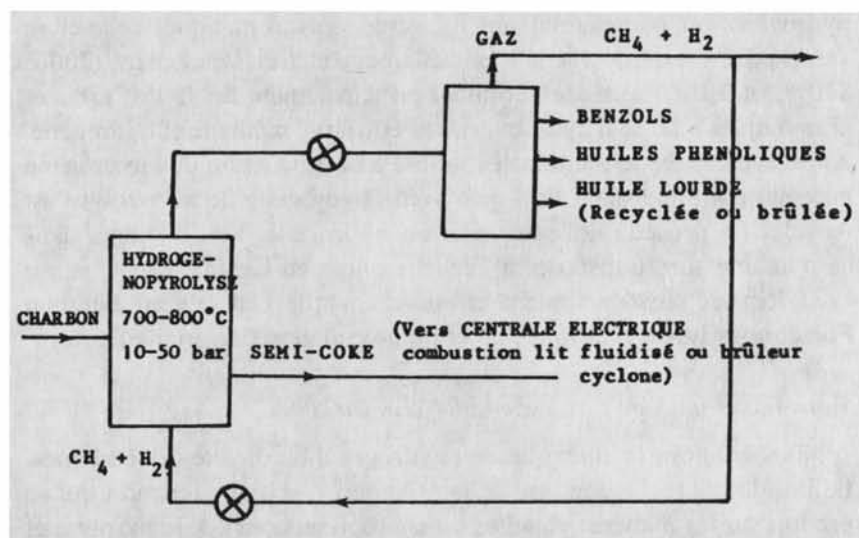 GAZ
CH4 + H2
BENZOLS
HUILES PHENOLIQUES
HUILE LOURDE
(Recyclée ou brûlée)
HYDROGE-
NOPYROLYSE
700-800°C
10-50 bar
CHARBON
SEMI-COKE
(Vers CENTRALE ELECTRIQUE
combustion lit fluidisé ou brûleur
cyclone)
CH4 + H2